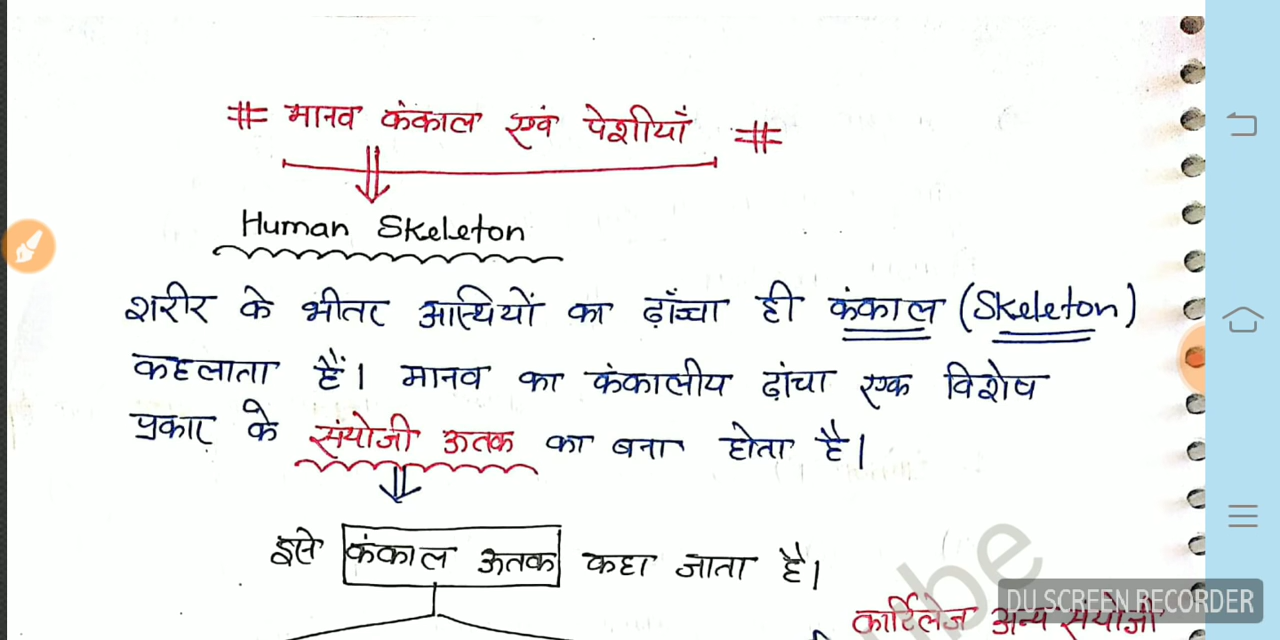 # मानव कंकाल एवं पेशीयाँ #
Human Skeleton
शरीर के भीतर अस्थियों का ढ़ाँचा ही कंकाल (Skeleton)
कहलाता हैं। मानव का कंकालीय ढ़ांचा एक विशेष
प्रकार के संयोजी ऊतक का बना होता है।
इसे कंकाल ऊतक कहा जाता है।
कार्टिलेज अन्य संयोजी
DU SCREEN RECORDER